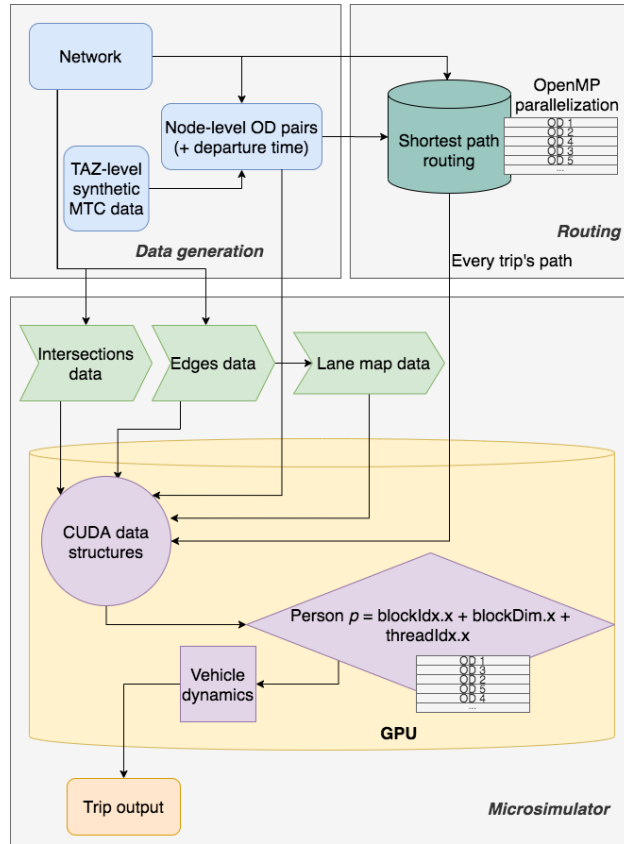 Network
Node-level OD pairs
(+ departure time)
TAZ-level
synthetic
MTC data
Data generation
OpenMP
parallelization
Shortest path
routing
OD 1
OD 2
OD 4
OD 3
OD 5
...
Routing
Every trip's path
Intersections
data
Edges data
Lane map data
CUDA data
structures
Person p = blockIdx.x + blockDim.x +
threadIdx.x
OD 1
OD 3
OD 2
OD 5
OD 4
...
Vehicle
dynamics
GPU
Trip output
Microsimulator